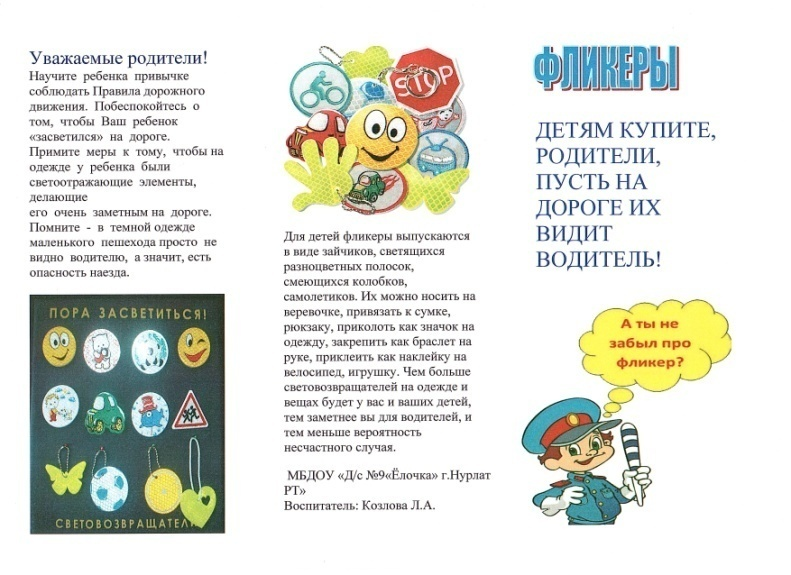 Уважаемые родители!
Научите ребенка привычке
соблюдать Правила дорожного
движения. Побеспокойтесь о
том, чтобы Ваш ребенок
«засветился» на дороге.
Примите меры к тому, чтобы на
одежде у ребенка были
светоотражающие элементы,
делающие
его очень заметным на дороге.
Помните - в темной одежде
маленького пешехода просто не
видно водителю, а значит, есть
опасность наезда.
ПОРА ЗАСВЕТИТЬСЯ!
СВЕТОВОЗВРАЩАТЕЛИ
STOP
Для детей фликеры выпускаются
в виде зайчиков, светящихся
разноцветных полосок,
смеющихся колобков,
самолетиков. Их можно носить на
веревочке, привязать к сумке,
рюкзаку, приколоть как значок на
одежду, закрепить как браслет на
руке, приклеить как наклейку на
велосипед, игрушку. Чем больше
световозвращателей на одежде и
вещах будет у вас и ваших детей,
тем заметнее вы для водителей, и
тем меньше вероятность
несчастного случая.
МБДОУ «Д/с №9«Ёлочка» г.Нурлат
РТ»
Воспитатель: Козлова Л.А.
ФЛИКЕРЫ
ДЕТЯМ КУПИТЕ,
РОДИТЕЛИ,
ПУСТЬ НА
ДОРОГЕ ИХ
ВИДИТ
ВОДИТЕЛЬ!
А ты не
забыл про
фликер?